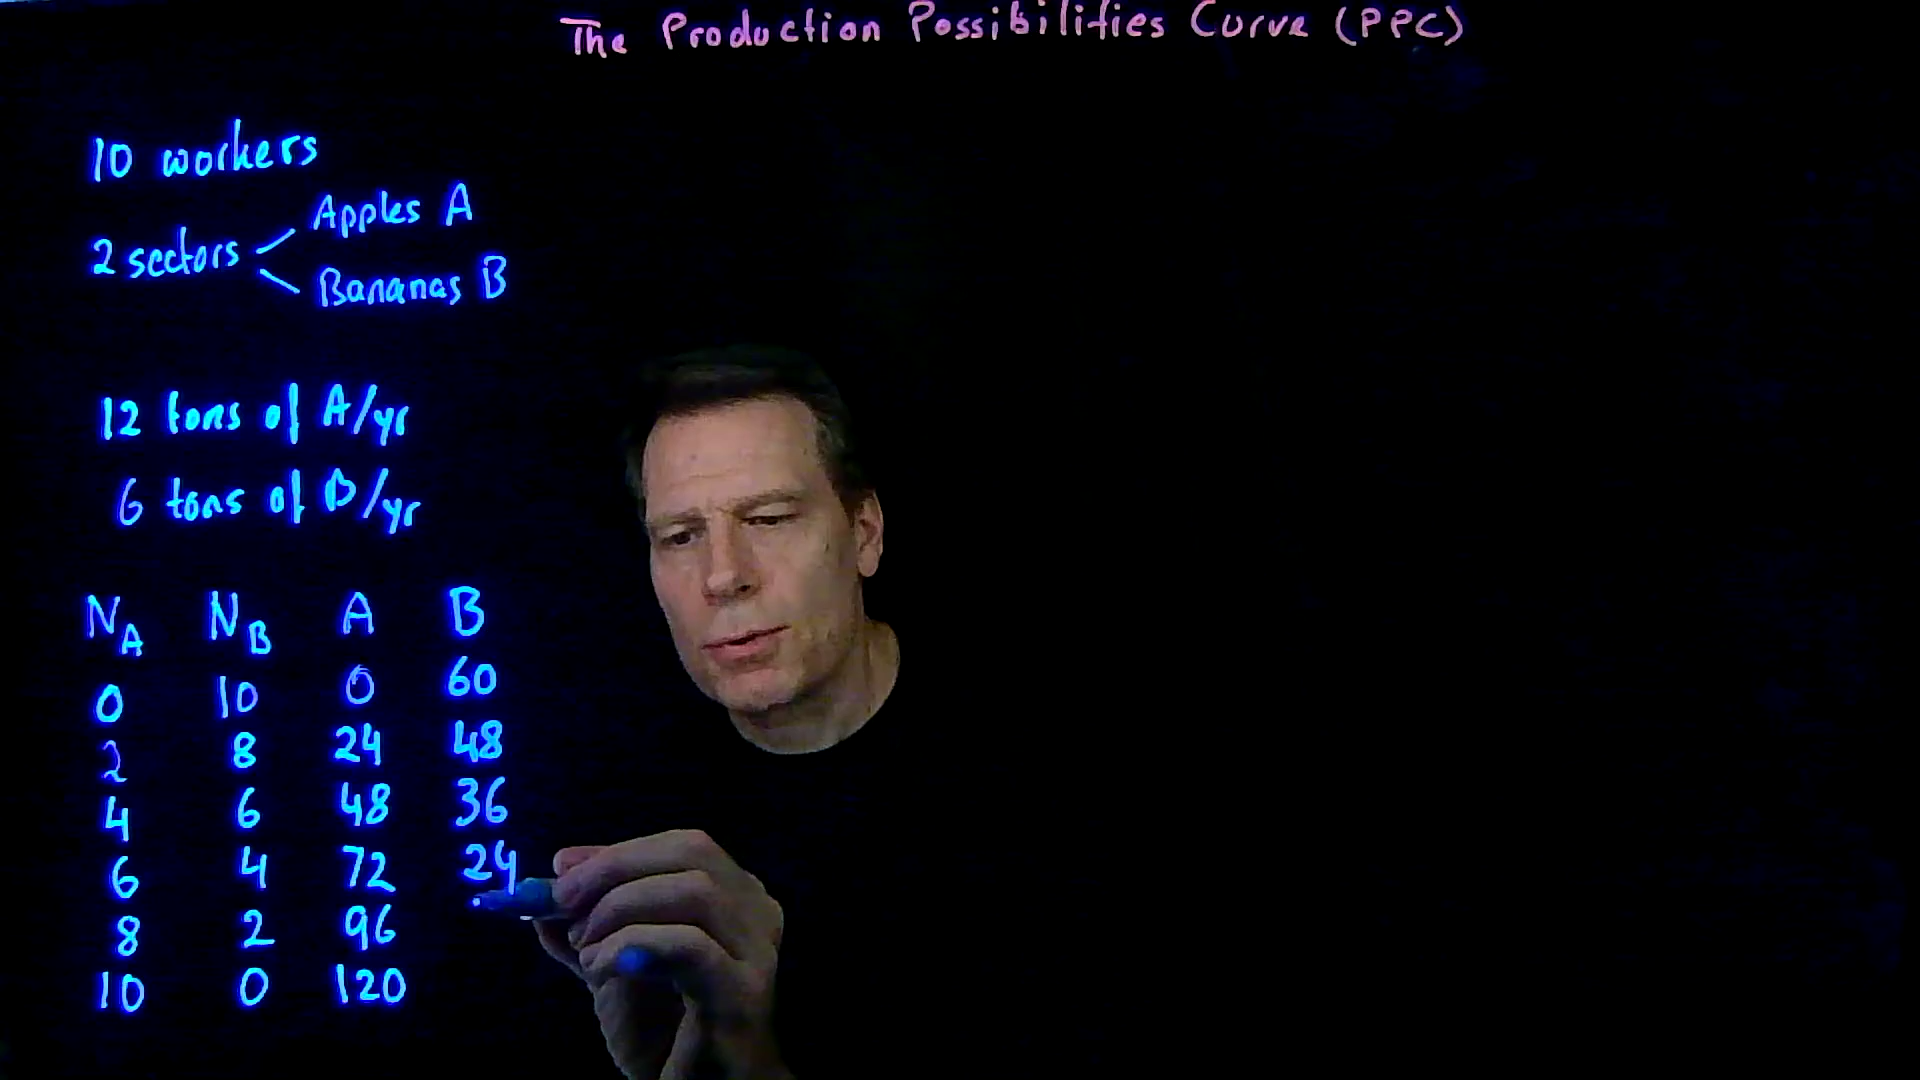 The Production Possibilities Curve (PPC)
10 workers
2 sectors
Apples A
Bananas B
12 tons of A/yr
6 tons of B/yr
N_A N_B A B
0 10 0 60
2 8 24 48
4 6 48 36
6 4 72 24
8 2 96
10 0 120